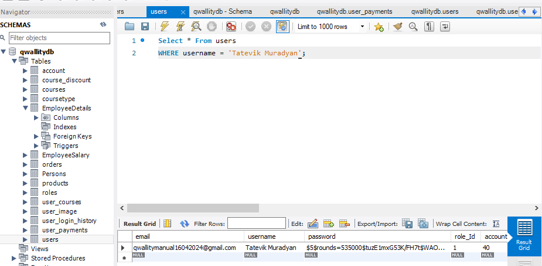 Navigator
SCHEMAS
Filter objects
qwallitydb
Tables
account
course_discount
courses
coursetype
EmployeeDetails
Columns
Indexes
Foreign Keys
Triggers
EmployeeSalary
orders
Persons
products
roles
user_courses
user_image
user_login_history
user_payments
users
Views
Stored Procedures
ers
users
qwallitydb - Schema
qwallitydb.user_payments
qwallitydb.users
qwallitydb.use
Limit to 1000 rows
1 Select * From users
2 WHERE username = 'Tatevik Muradyan';
Result Grid
Filter Rows:
Edit:
Export/Import:
Wrap Cell Content:
Result
Grid
email username password role_Id account
qwallitymanual16042024@gmail.com Tatevik Muradyan $5$rounds=535000$tuzE1mxG53K/FH7t$WAO... 1 40
NULL NULL NULL NULL NULL